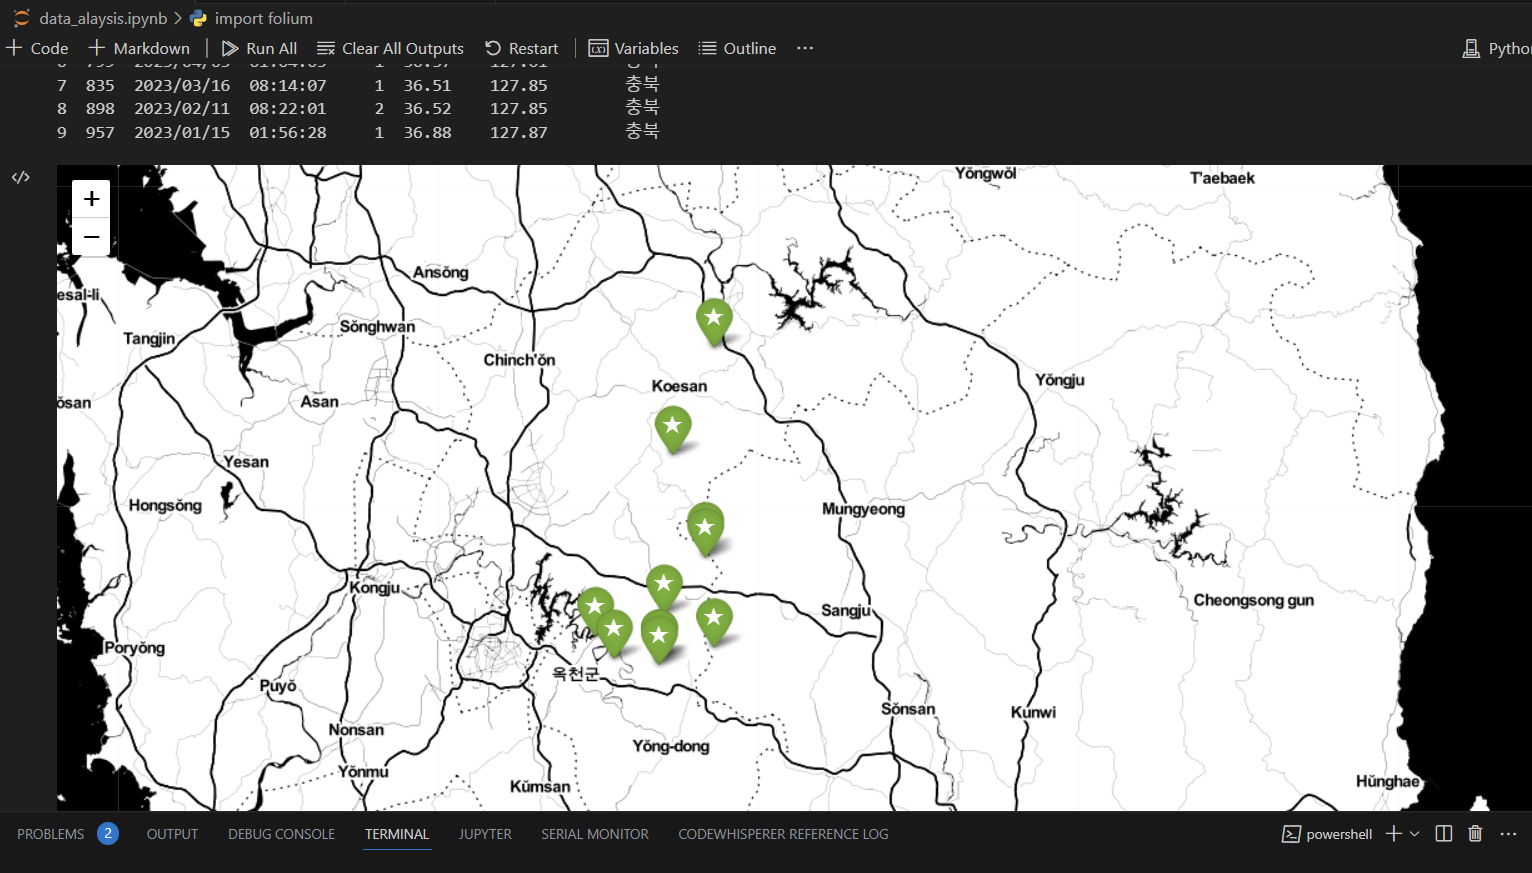 data_alaysis.ipynb > import folium
+ Code + Markdown Run All Clear All Outputs Restart Variables Outline ···
7 835 2023/03/16 08:14:07 1 36.51 127.85 충북
8 898 2023/02/11 08:22:01 2 36.52 127.85 충북
9 957 2023/01/15 01:56:28 1 36.88 127.87 충북
+
−
Yŏngwŏl
T'aebaek
Ansŏng
esal-li
Sŏnghwan
Tangjin
Chinch'ŏn
Koesan
Yŏngju
Asan
ŏsan
Yesan
Hongsŏng
Mungyeong
Kongju
Sangju
Cheongsong gun
Poryŏng
옥천군
Puyŏ
Sŏnsan
Kunwi
Nonsan
Yŏng-dong
Yŏnmu
Kŭmsan
Hŭnghae
PROBLEMS 2 OUTPUT DEBUG CONSOLE TERMINAL JUPYTER SERIAL MONITOR CODEWHISPERER REFERENCE LOG powershell